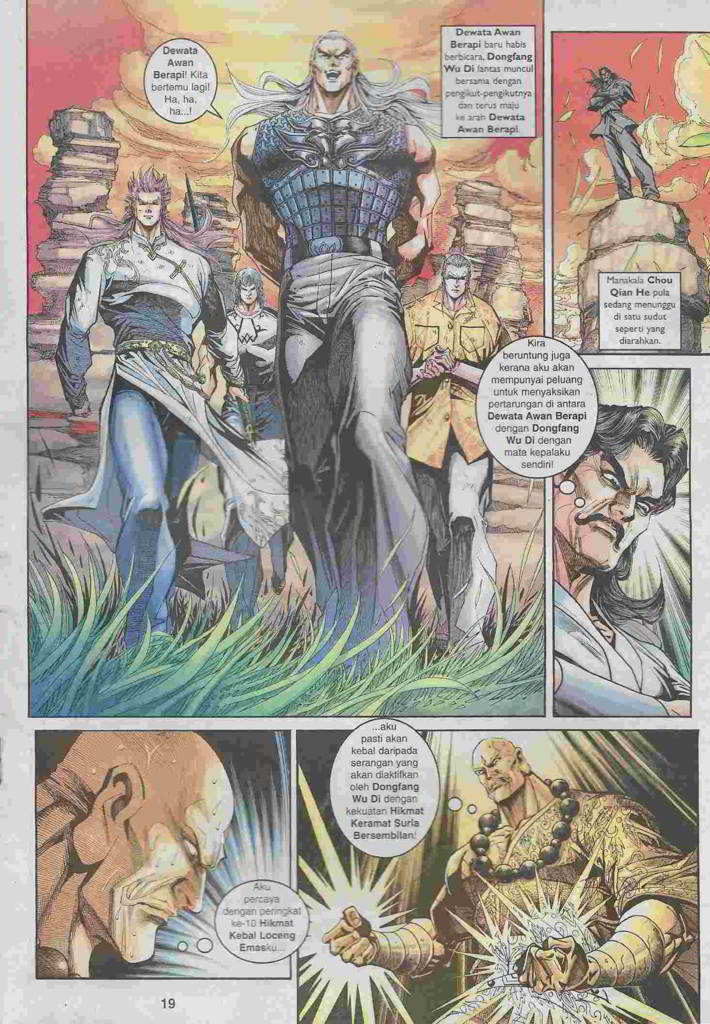 Dewata
Awan
Berapi! Kita
bertemu lagi!
Ha, ha,
ha...!
Dewata Awan
Berapi baru habis
berbicara, Dongfang
Wu Di lantas muncul
bersama dengan
pengikut-pengikutnya
dan terus maju
ke arah Dewata
Awan Berapi.
Manakala Chou
Qian He pula
sedang menunggu
di satu sudut
seperti yang
diarahkan.
Kira
beruntung juga
kerana aku akan
mempunyai peluang
untuk menyaksikan
pertarungan di antara
Dewata Awan Berapi
dengan Dongfang
Wu Di dengan
mata kepalaku
sendiri!
Aku
percaya
dengan peringkat
ke-10 Hikmat
Kebal Loceng
Emasku...
...aku
pasti akan
kebal daripada
serangan yang
akan diaktifkan
oleh Dongfang
Wu Di dengan
kekuatan Hikmat
Keramat Suria
Bersembilan!
19